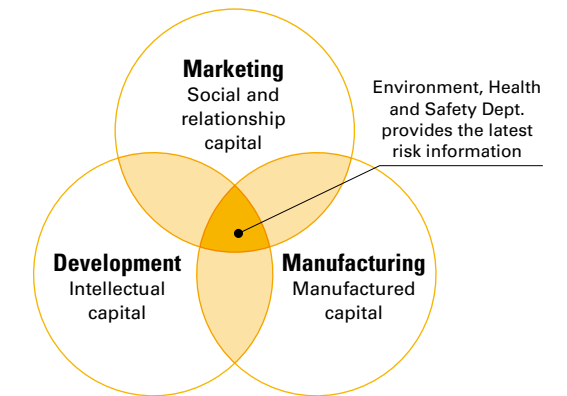 Marketing
Social and
relationship
capital
Environment, Health
and Safety Dept.
provides the latest
risk information
Development
Intellectual
capital
Manufacturing
Manufactured
capital